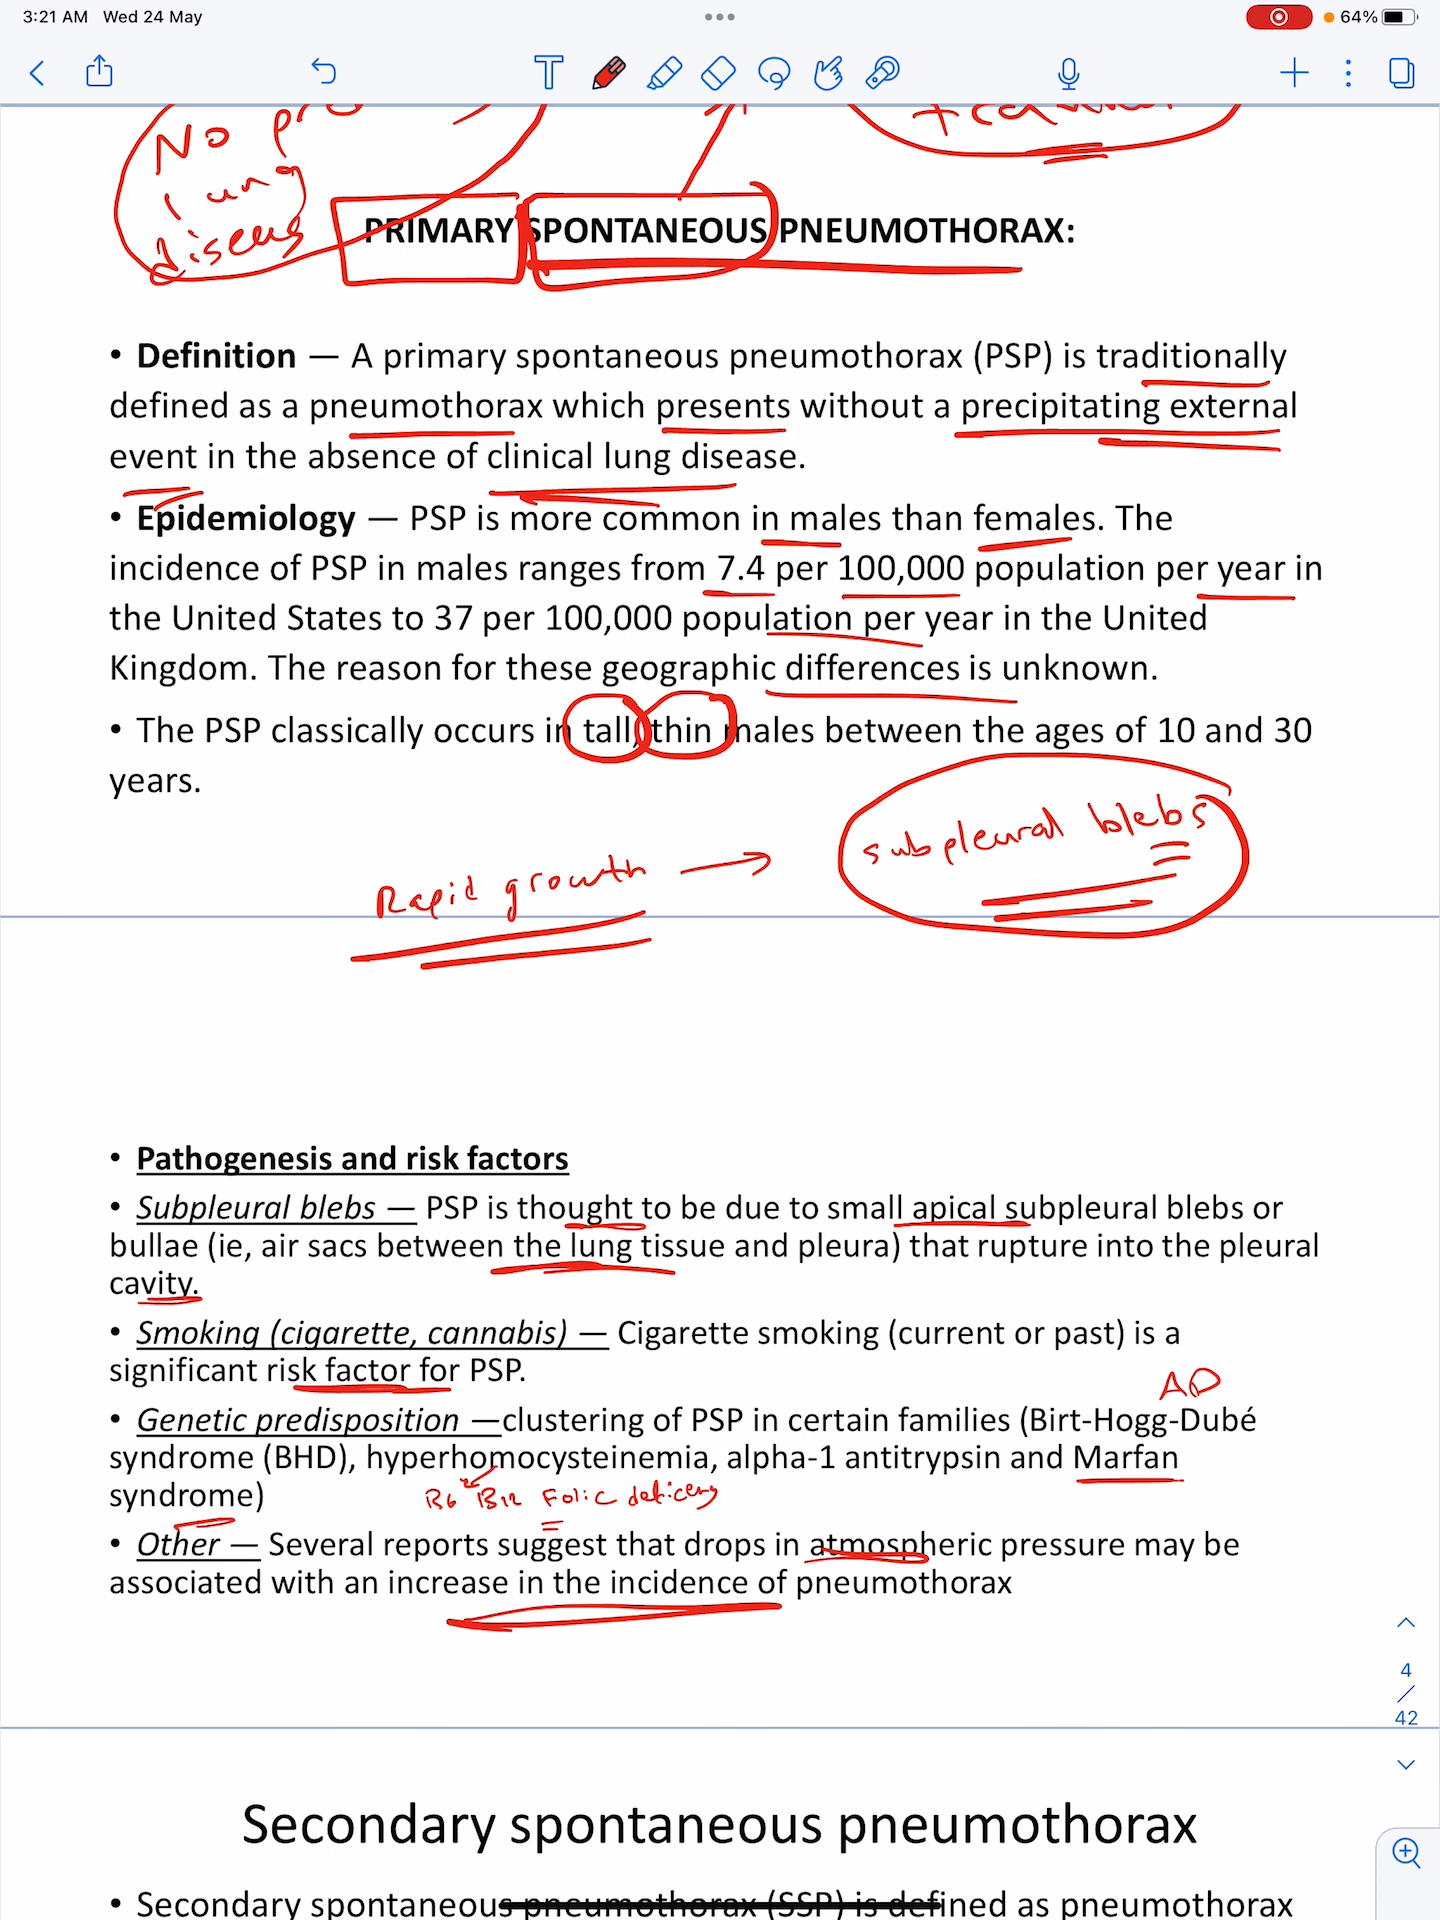 3:21 AM Wed 24 May
64%
No
lung
diseas
PRIMARY SPONTANEOUS PNEUMOTHORAX:
• Definition — A primary spontaneous pneumothorax (PSP) is traditionally
defined as a pneumothorax which presents without a precipitating external
event in the absence of clinical lung disease.
• Epidemiology — PSP is more common in males than females. The
incidence of PSP in males ranges from 7.4 per 100,000 population per year in
the United States to 37 per 100,000 population per year in the United
Kingdom. The reason for these geographic differences is unknown.
• The PSP classically occurs in tall, thin males between the ages of 10 and 30
years.
subpleural blebs
Rapid growth →
• Pathogenesis and risk factors
• Subpleural blebs — PSP is thought to be due to small apical subpleural blebs or
bullae (ie, air sacs between the lung tissue and pleura) that rupture into the pleural
cavity.
• Smoking (cigarette, cannabis) — Cigarette smoking (current or past) is a
significant risk factor for PSP.
AD
• Genetic predisposition —clustering of PSP in certain families (Birt-Hogg-Dubé
syndrome (BHD), hyperhomocysteinemia, alpha-1 antitrypsin and Marfan
syndrome)
B6 B12 Folic
• Other — Several reports suggest that drops in atmospheric pressure may be
associated with an increase in the incidence of pneumothorax
4
/
42
Secondary spontaneous pneumothorax
• Secondary spontaneous pneumothorax (SSP) is defined as pneumothorax